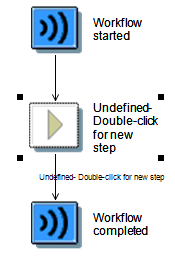 Workflow
started
Undefined-
Double-click
for new
step
Undefined- Double-click for new step
Workflow
completed